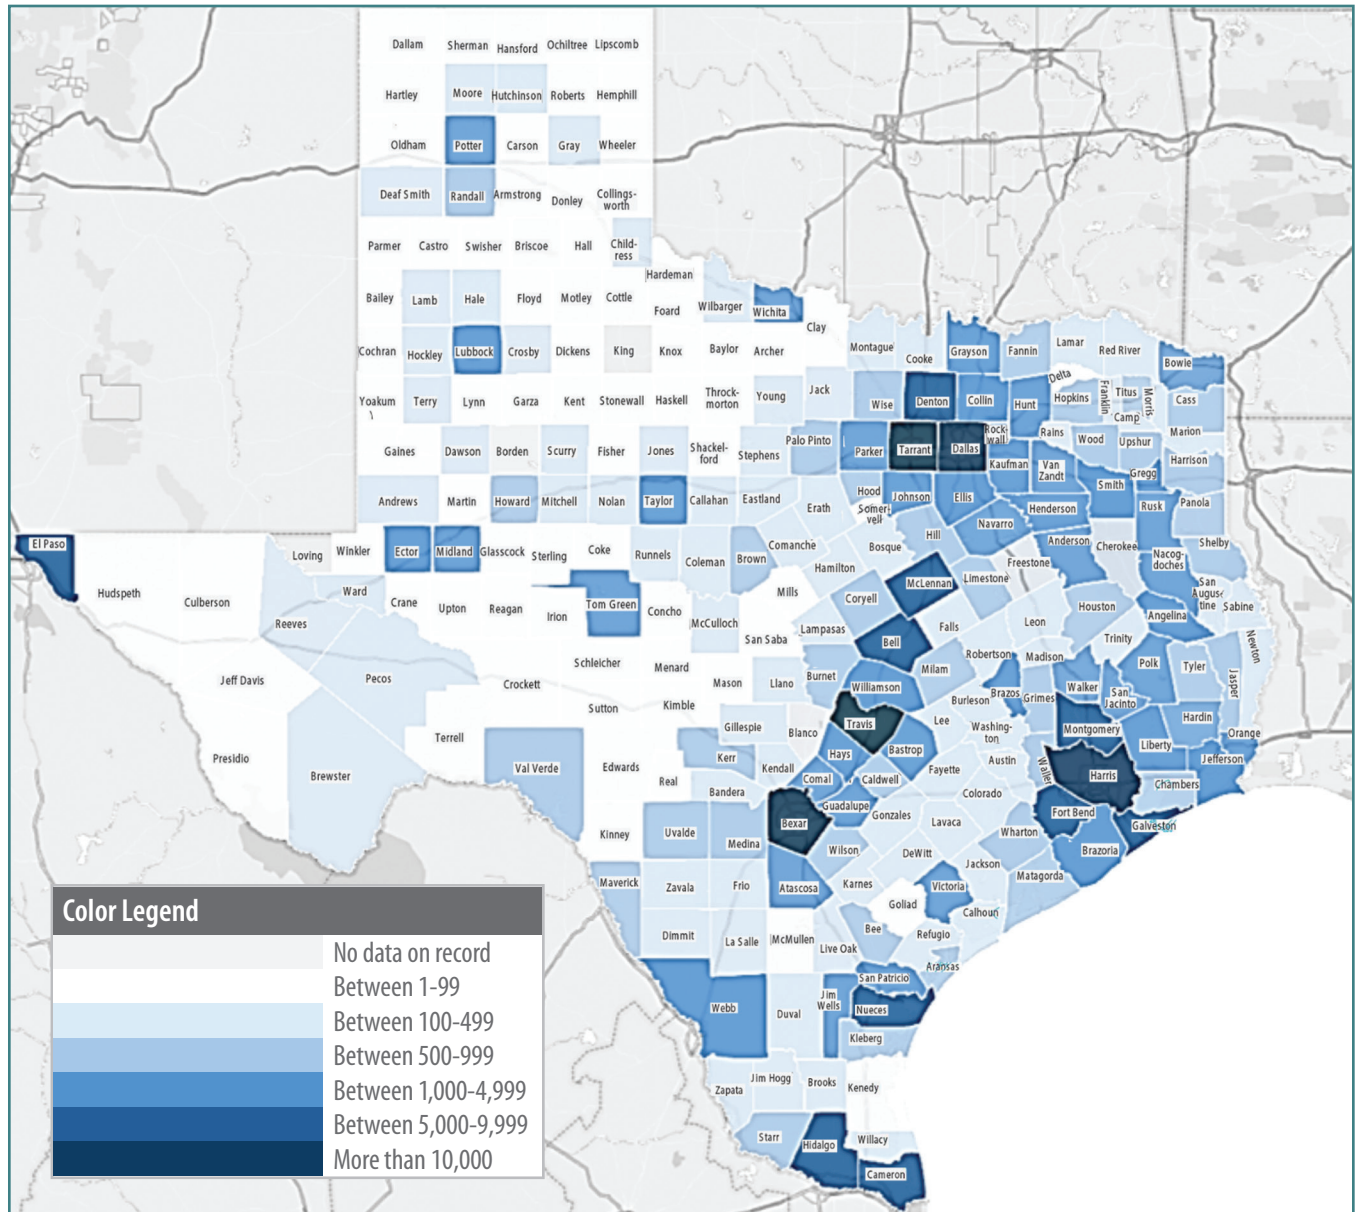 Dallam Sherman Hansford Ochiltree Lipscomb
Hartley Moore Hutchinson Roberts Hemphill
Oldham Potter Carson Gray Wheeler
Deaf Smith Randall Armstrong Donley Collings-
worth
Parmer Castro Swisher Briscoe Hall Child-
ress
Hardeman
Bailey Lamb Hale Floyd Motley Cottle
Foard Wilbarger Wichita
Clay
Cochran Hockley Lubbock Crosby Dickens King Knox Baylor Archer
Montague Cooke Grayson Fannin Lamar Red River
Bowie
Yoakum Terry Lynn Garza Kent Stonewall Haskell Throck-
morton Young Jack Wise Denton Collin Hunt
Delta Hopkins Franklin Titus Morris Cass
Camp
Gaines Dawson Borden Scurry Fisher Jones Shackel-
ford Stephens Palo Pinto Parker Tarrant Dallas Rock-
wall
Rains Wood Upshur Marion
Kaufman Van
Zandt Smith Gregg Harrison
Andrews Martin Howard Mitchell Nolan Taylor Callahan Eastland Erath
Hood Somer-
vell Johnson Ellis Henderson Rusk Panola
El Paso Loving Winkler Ector Midland Glasscock Sterling Coke Runnels Coleman Brown Comanche
Hamilton Bosque Hill Navarro Freestone Anderson Cherokee Nacog-
doches Shelby
Hudspeth Culberson Reeves Ward Crane Upton Reagan Irion Tom Green Concho McCulloch
Mills San Saba Lampasas Coryell McLennan Limestone
Falls Leon Houston Angelina San
Augus-
tine Sabine
Bell Robertson Madison Trinity Newton
Jeff Davis Pecos Crockett Schleicher Menard Mason Llano Burnet Williamson Milam
Brazos Grimes Walker San
Jacinto Polk Tyler Jasper
Presidio Brewster Terrell Val Verde Sutton Kimble Gillespie Blanco Travis
Lee Burleson Washing-
ton Montgomery Liberty Hardin Orange
Edwards Real Kerr Kendall Hays Bastrop Fayette Austin Waller Harris Chambers Jefferson
Bandera Comal Caldwell Colorado
Kinney Uvalde Medina Bexar Guadalupe Gonzales Lavaca Wharton Fort Bend Galveston
Brazoria
Wilson DeWitt Jackson Matagorda
Maverick Zavala Frio Atascosa Karnes Victoria
Goliad Calhoun
Dimmit La Salle McMullen Live Oak Bee Refugio
Aransas
San Patricio
Webb Duval Jim
Wells Nueces
Kleberg
Zapata Jim Hogg Brooks Kenedy
Starr Hidalgo Willacy
Cameron
Color Legend
No data on record
Between 1-99
Between 100-499
Between 500-999
Between 1,000-4,999
Between 5,000-9,999
More than 10,000